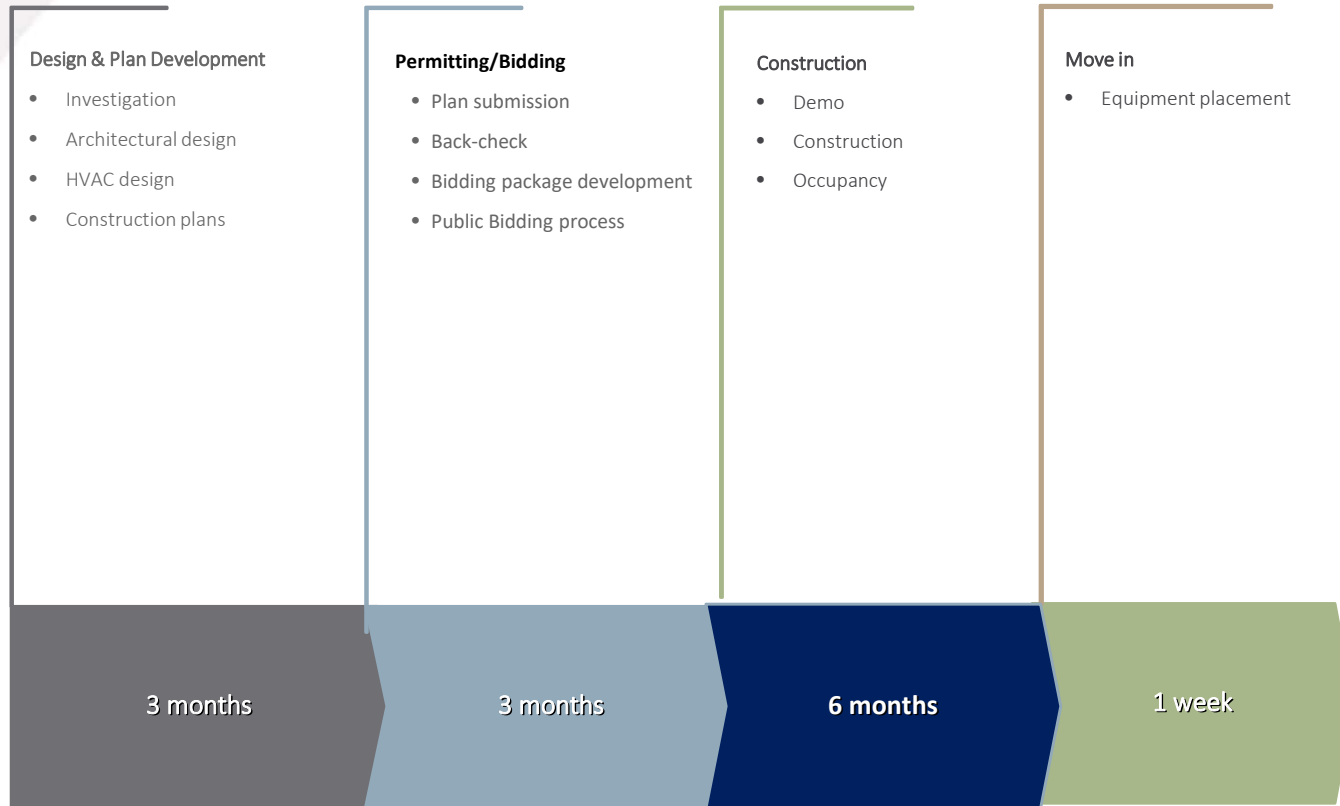 Design & Plan Development
• Investigation
• Architectural design
• HVAC design
• Construction plans
Permitting/Bidding
• Plan submission
• Back-check
• Bidding package development
• Public Bidding process
Construction
• Demo
• Construction
• Occupancy
Move in
• Equipment placement
3 months
3 months
6 months
1 week